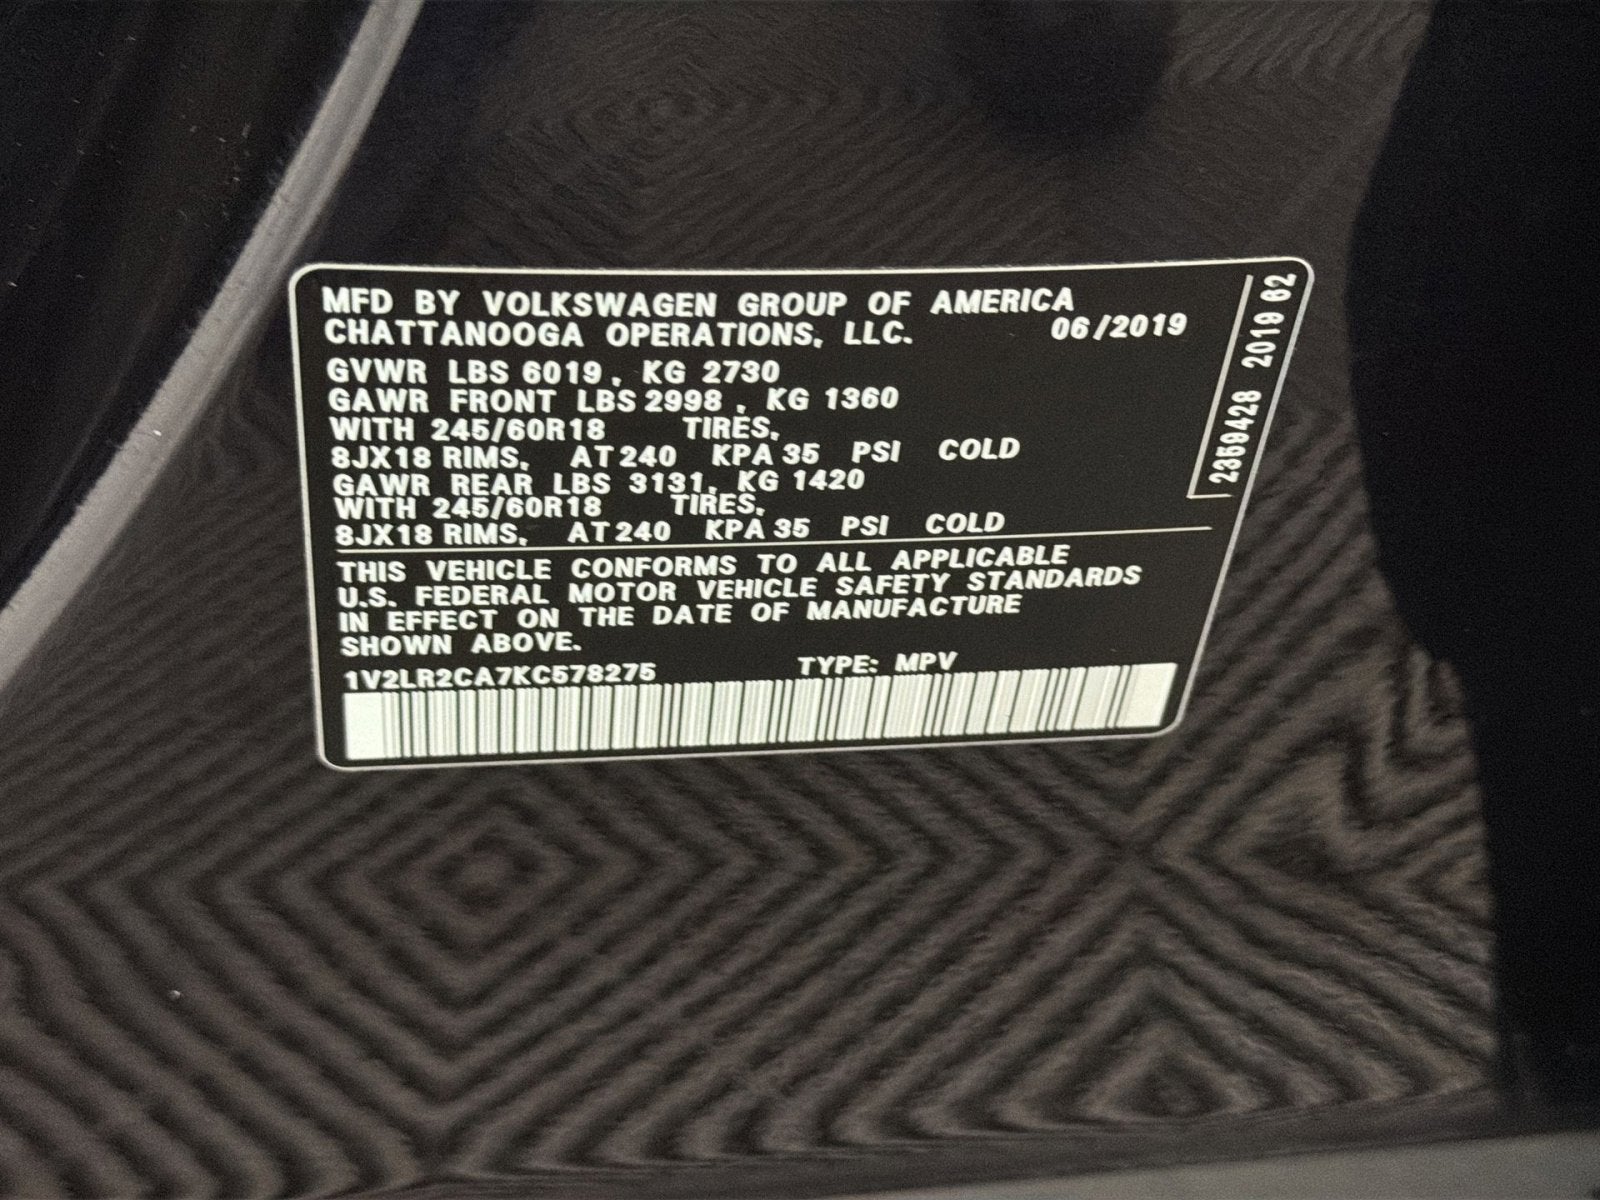 MFD BY VOLKSWAGEN GROUP OF AMERICA
CHATTANOOGA OPERATIONS, LLC. 06/2019
GVWR LBS 6019, KG 2730
GAWR FRONT LBS 2998, KG 1360
WITH 245/60R18 TIRES,
8JX18 RIMS, AT 240 KPA 35 PSI COLD
GAWR REAR LBS 3131, KG 1420
WITH 245/60R18 TIRES,
8JX18 RIMS, AT 240 KPA 35 PSI COLD
THIS VEHICLE CONFORMS TO ALL APPLICABLE
U.S. FEDERAL MOTOR VEHICLE SAFETY STANDARDS
IN EFFECT ON THE DATE OF MANUFACTURE
SHOWN ABOVE.
1V2LR2CA7KC578275 TYPE: MPV
2359428 2019 62